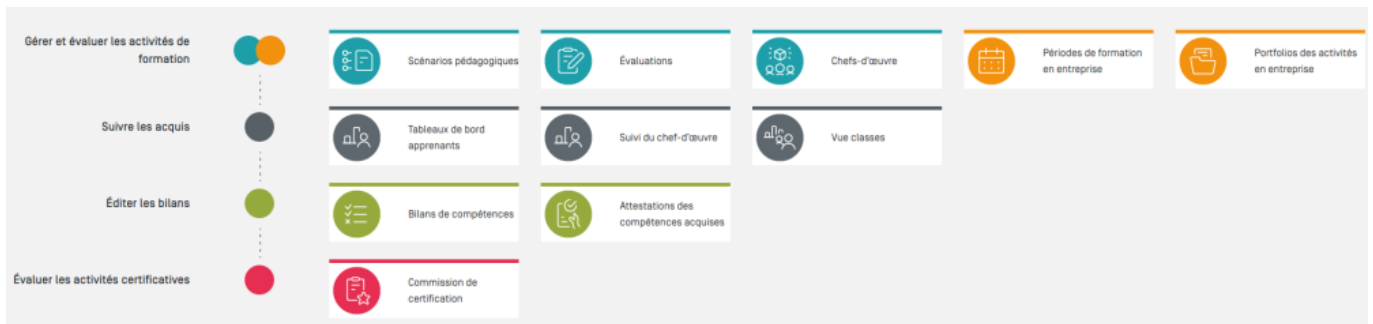 Gérer et évaluer les activités de
formation
Scénarios pédagogiques
Évaluations
Chefs-d'œuvre
Périodes de formation
en entreprise
Portfolios des activités
en entreprise
Suivre les acquis
Tableaux de bord
apprenants
Suivi du chef-d'œuvre
Vue classes
Éditer les bilans
Bilans de compétences
Attestations des
compétences acquises
Évaluer les activités certificatives
Commission de
certification